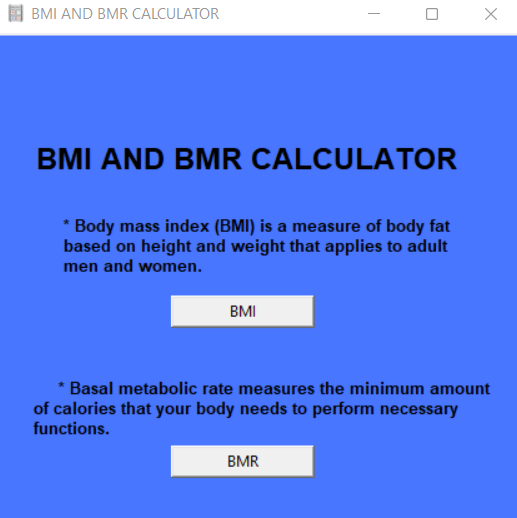 BMI AND BMR CALCULATOR
BMI AND BMR CALCULATOR
* Body mass index (BMI) is a measure of body fat
based on height and weight that applies to adult
men and women.
BMI
* Basal metabolic rate measures the minimum amount
of calories that your body needs to perform necessary
functions.
BMR